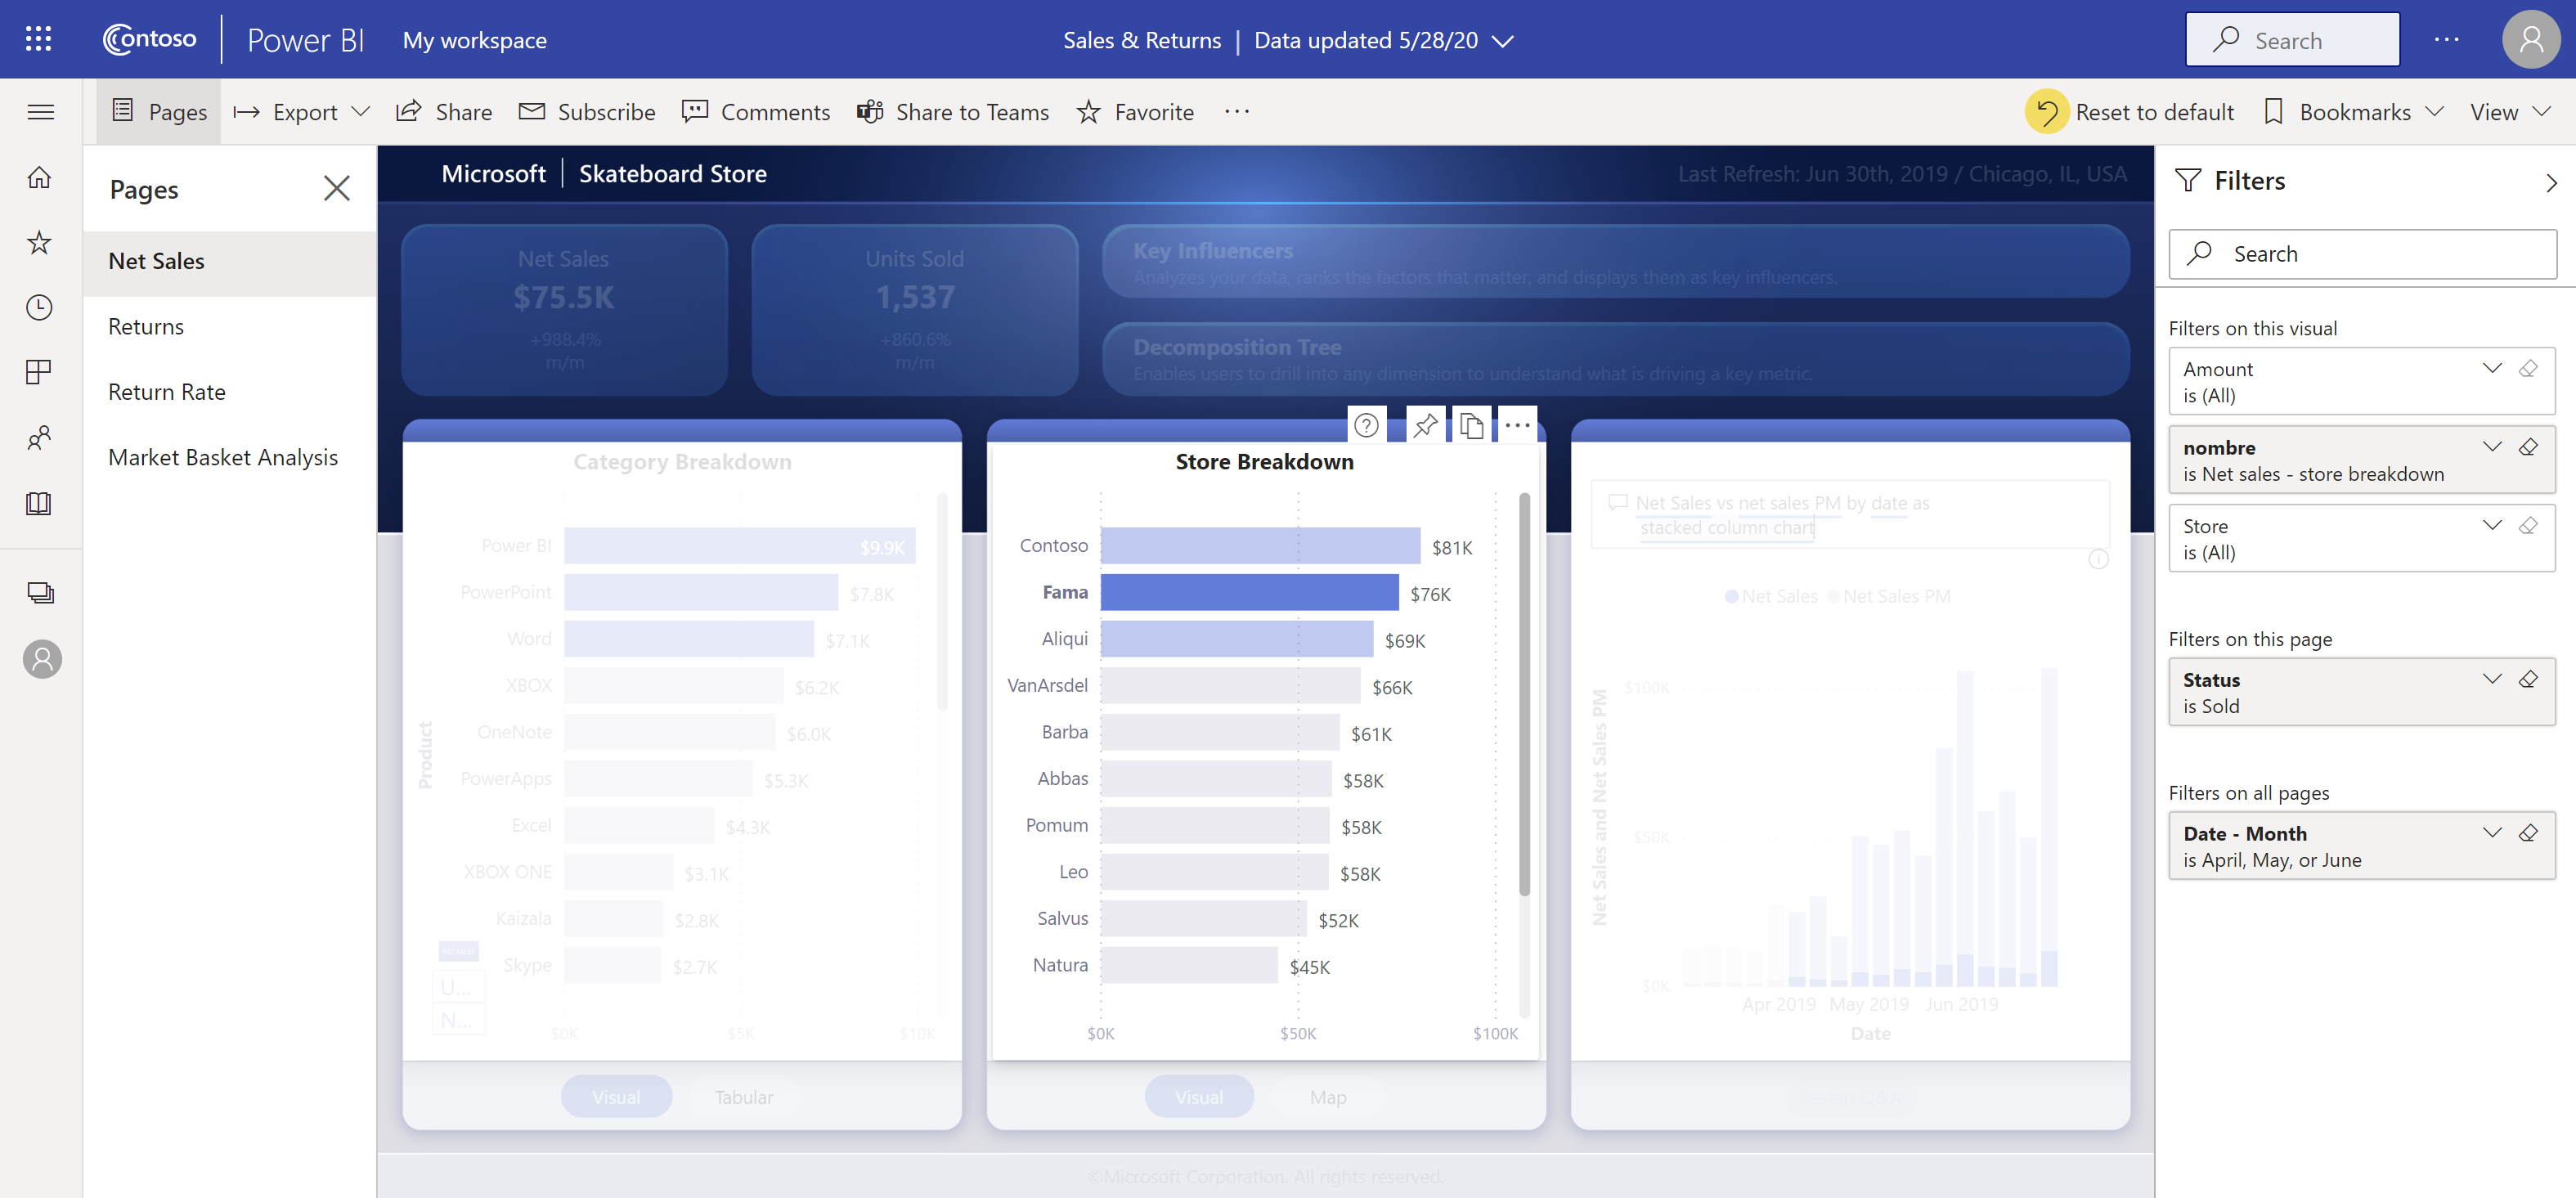 Contoso
Power BI
My workspace
Sales & Returns | Data updated 5/28/20
Search
Pages
Export
Share
Subscribe
Comments
Share to Teams
Favorite
Reset to default
Bookmarks
View
Pages
Net Sales
Returns
Return Rate
Market Basket Analysis
Microsoft | Skateboard Store
Last Refresh: Jun 30th, 2019 / Chicago, IL, USA
Net Sales
$75.5K
+988.4%
m/m
Units Sold
1,537
+860.6%
m/m
Key Influencers
Analyzes your data, ranks the factors that matter, and displays them as key influencers.
Decomposition Tree
Enables users to drill into any dimension to understand what is driving a key metric.
Category Breakdown
Product
Power BI $9.9K
PowerPoint $7.8K
Word $7.1K
XBOX $6.2K
OneNote $6.0K
PowerApps $5.3K
Excel $4.3K
XBOX ONE $3.1K
Kaizala $2.8K
Skype $2.7K
U...
N...
$0K $5K $10K
Visual Tabular
Store Breakdown
Contoso $81K
Fama $76K
Aliqui $69K
VanArsdel $66K
Barba $61K
Abbas $58K
Pomum $58K
Leo $58K
Salvus $52K
Natura $45K
$0K $50K $100K
Visual Map
Net Sales vs net sales PM by date as
stacked column chart
Net Sales Net Sales PM
Net Sales and Net Sales PM
$100K
$50K
$0K
Apr 2019 May 2019 Jun 2019
Date
©Microsoft Corporation. All rights reserved.
Filters
Search
Filters on this visual
Amount
is (All)
nombre
is Net sales - store breakdown
Store
is (All)
Filters on this page
Status
is Sold
Filters on all pages
Date - Month
is April, May, or June